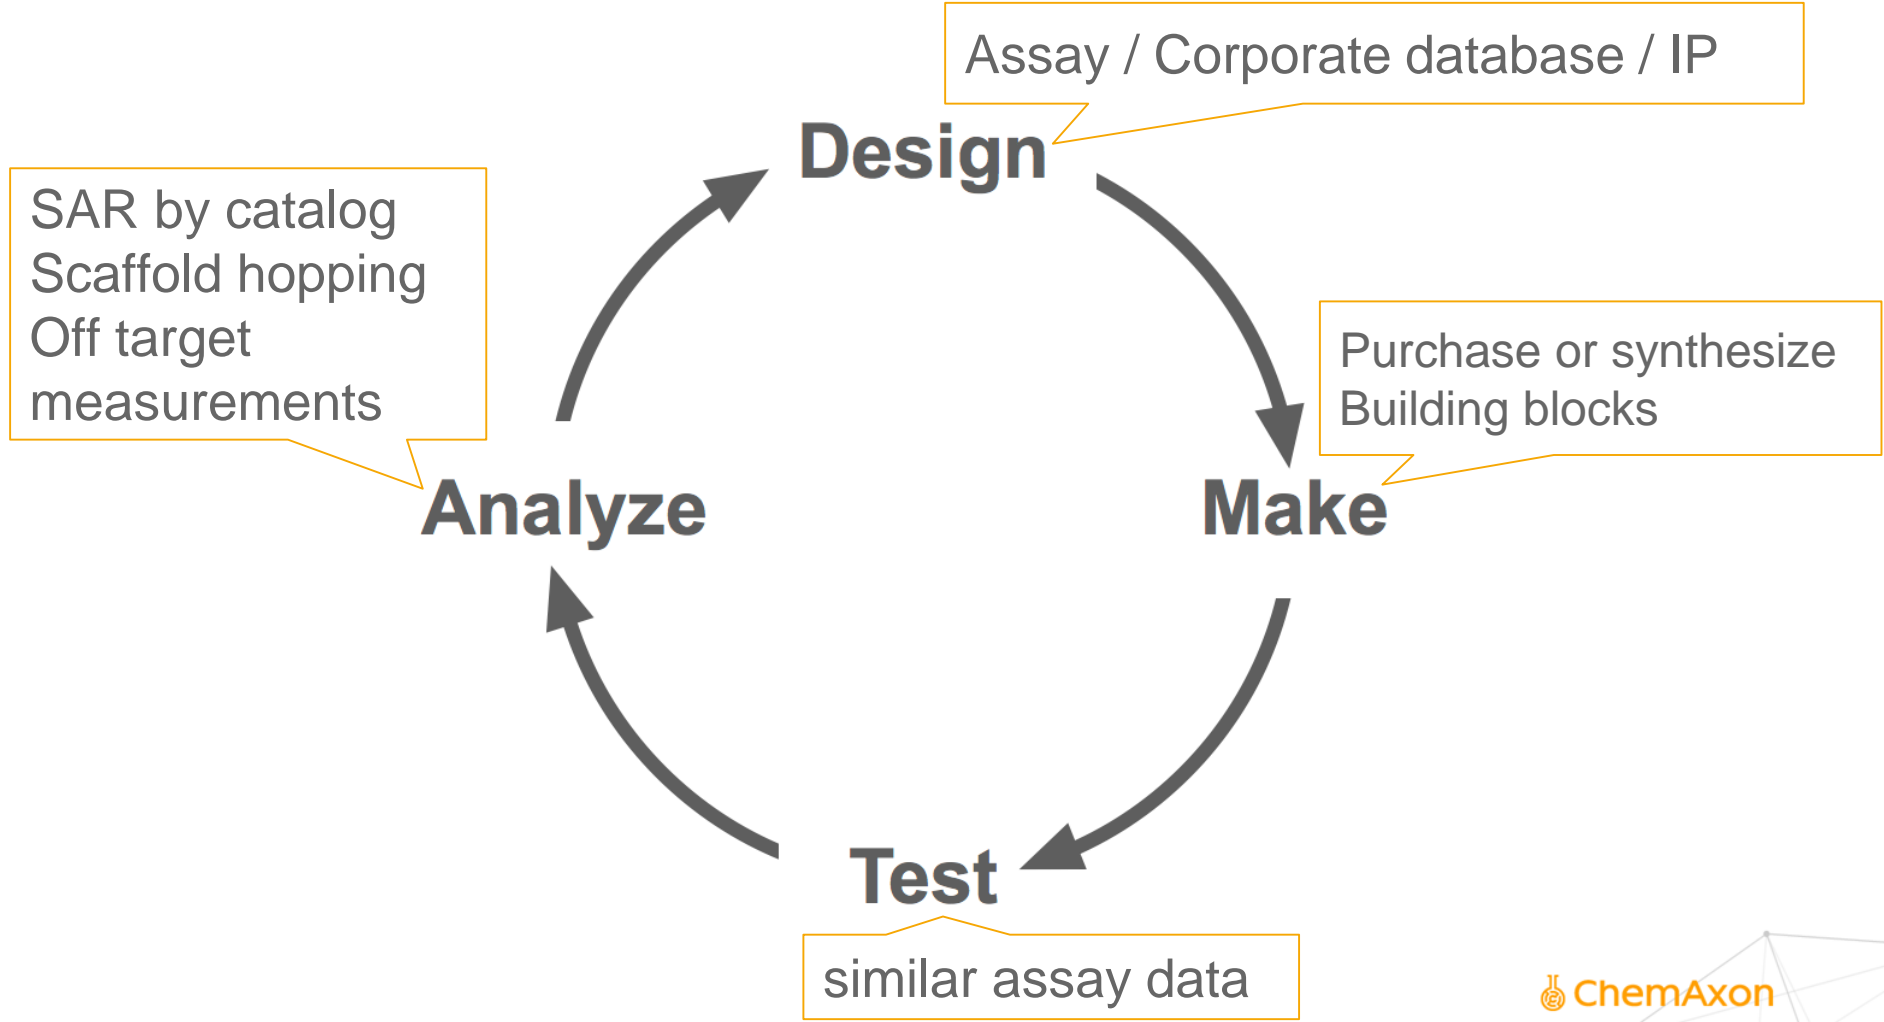 Assay / Corporate database / IP
Design
SAR by catalog
Scaffold hopping
Off target
measurements
Purchase or synthesize
Building blocks
Analyze
Make
Test
similar assay data
ChemAxon